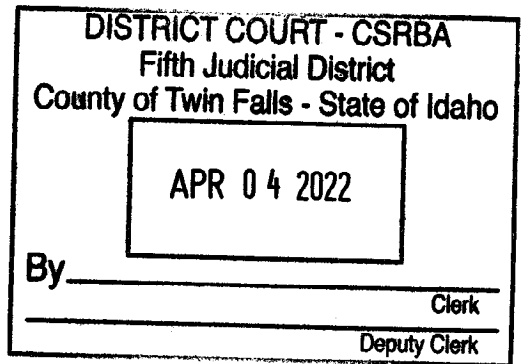 DISTRICT COURT - CSRBA
Fifth Judicial District
County of Twin Falls - State of Idaho
APR 04 2022
By
Clerk
Deputy Clerk